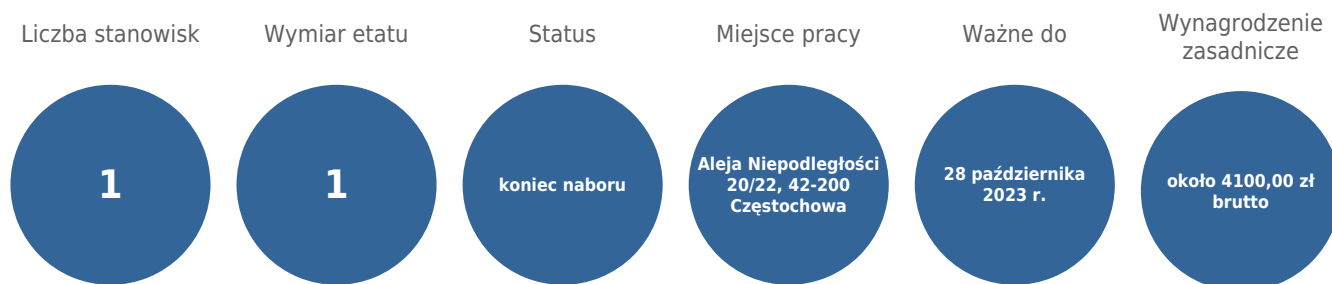 Liczba stanowisk
1
Wymiar etatu
1
Status
koniec naboru
Miejsce pracy
Aleja Niepodległości
20/22, 42-200
Częstochowa
Ważne do
28 października
2023 r.
Wynagrodzenie
zasadnicze
około 4100,00 zł
brutto